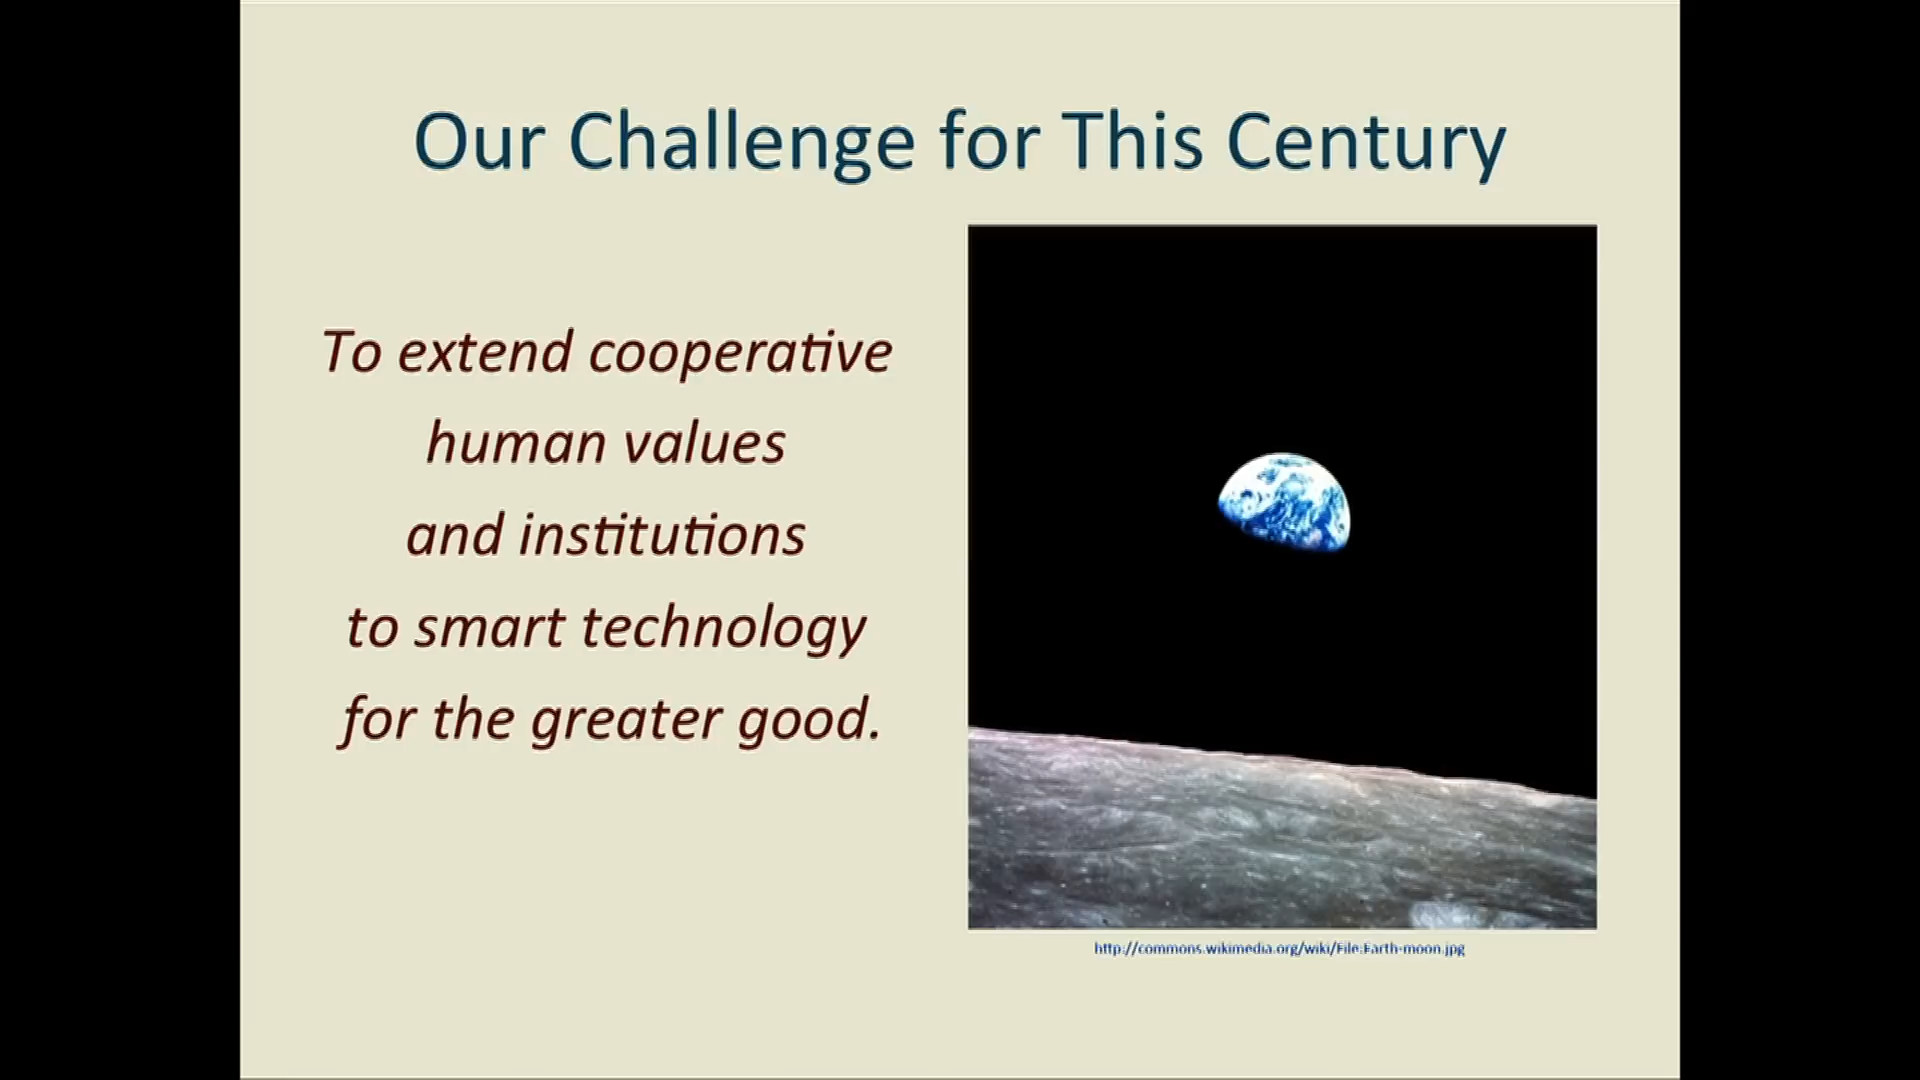 Our Challenge for This Century
To extend cooperative
human values
and institutions
to smart technology
for the greater good.
http://commons.wikimedia.org/wiki/File:Earth-moon.jpg